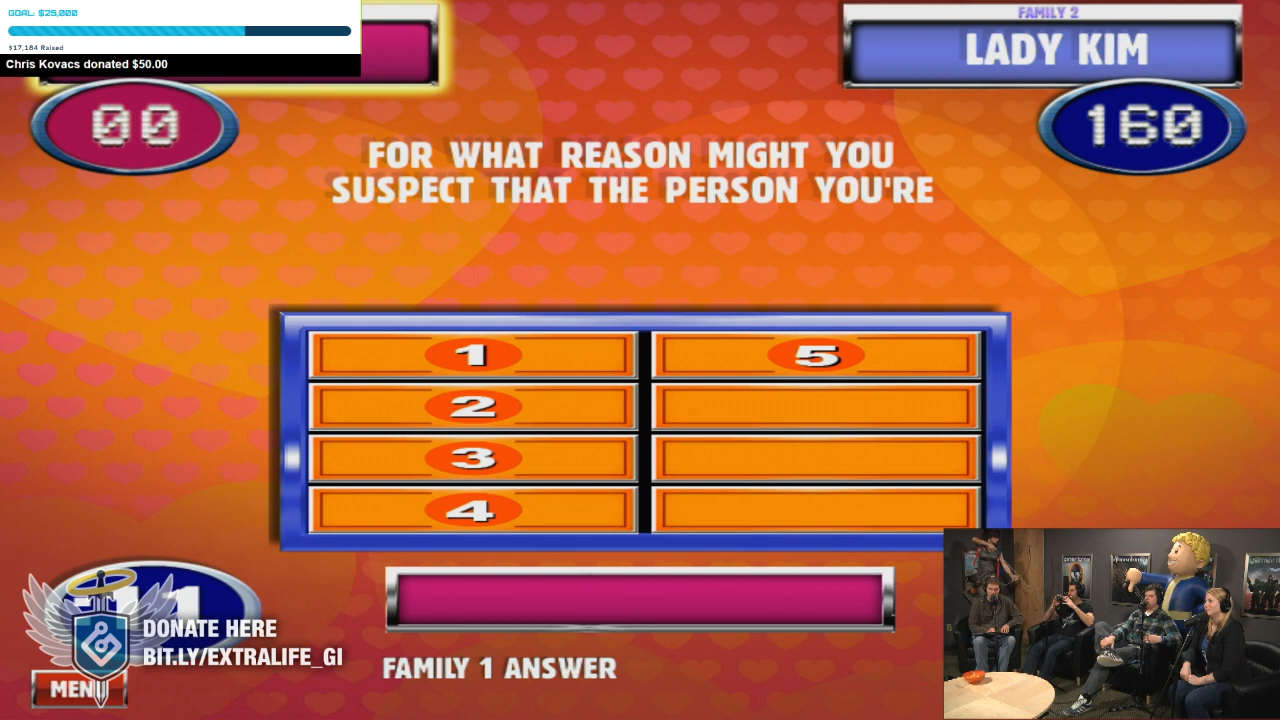 GOAL: $25,000
$17,184 Raised
Chris Kovacs donated $50.00
FAMILY 2
LADY KIM
00
160
FOR WHAT REASON MIGHT YOU
SUSPECT THAT THE PERSON YOU'RE
1
5
2
3
4
DONATE HERE
BIT.LY/EXTRALIFE_GI
MENU
FAMILY 1 ANSWER